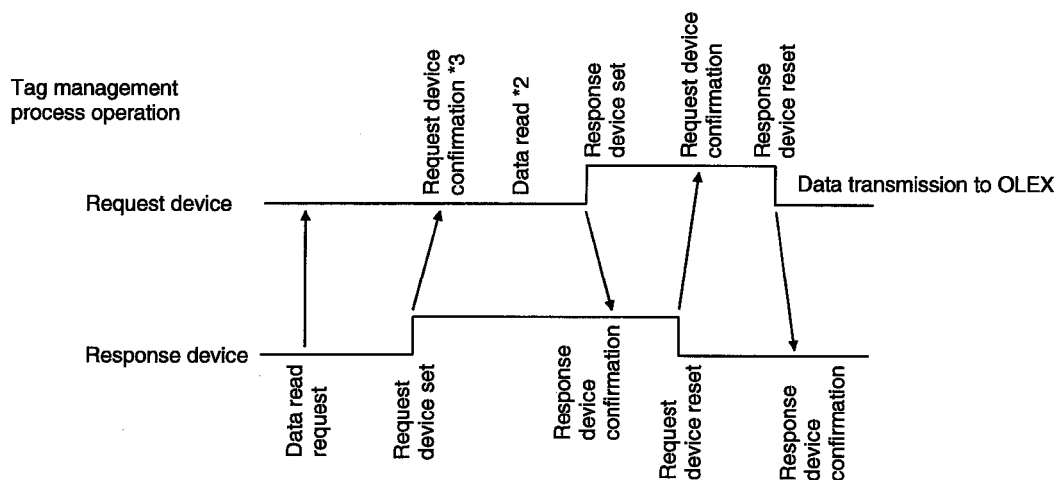 Tag management
process operation
Request device
confirmation *3
Data read *2
Response
device set
Request device
confirmation
Response
device reset
Request device
Data transmission to OLEX
Response device
Data read
request
Request
device set
Response
device
confirmation
Request
device reset
Response
device
confirmation